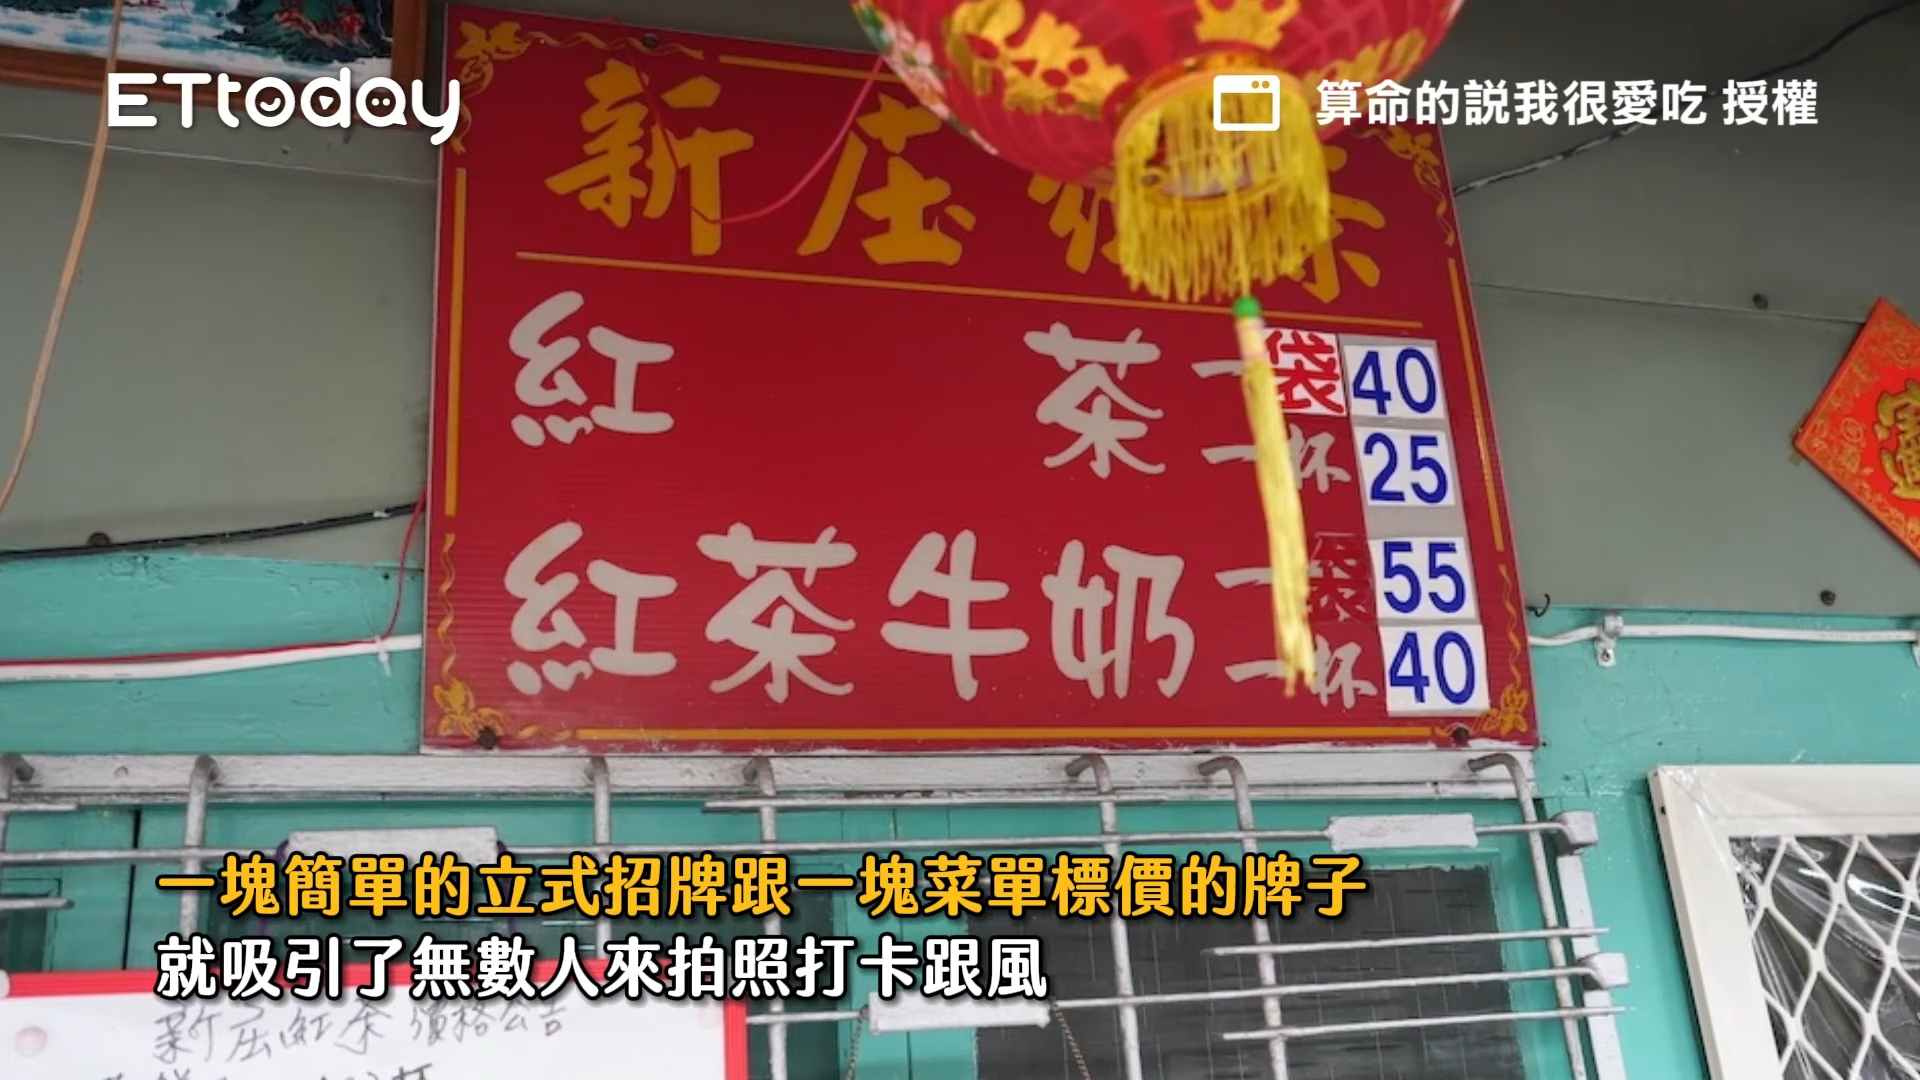 ETtoday
算命的説我很愛吃 授權
新庄紅茶
紅茶 一袋 40
一杯 25
紅茶牛奶 一袋 55
一杯 40
一塊簡單的立式招牌跟一塊菜單標價的牌子
就吸引了無數人來拍照打卡跟風
新庄紅茶 價格公告